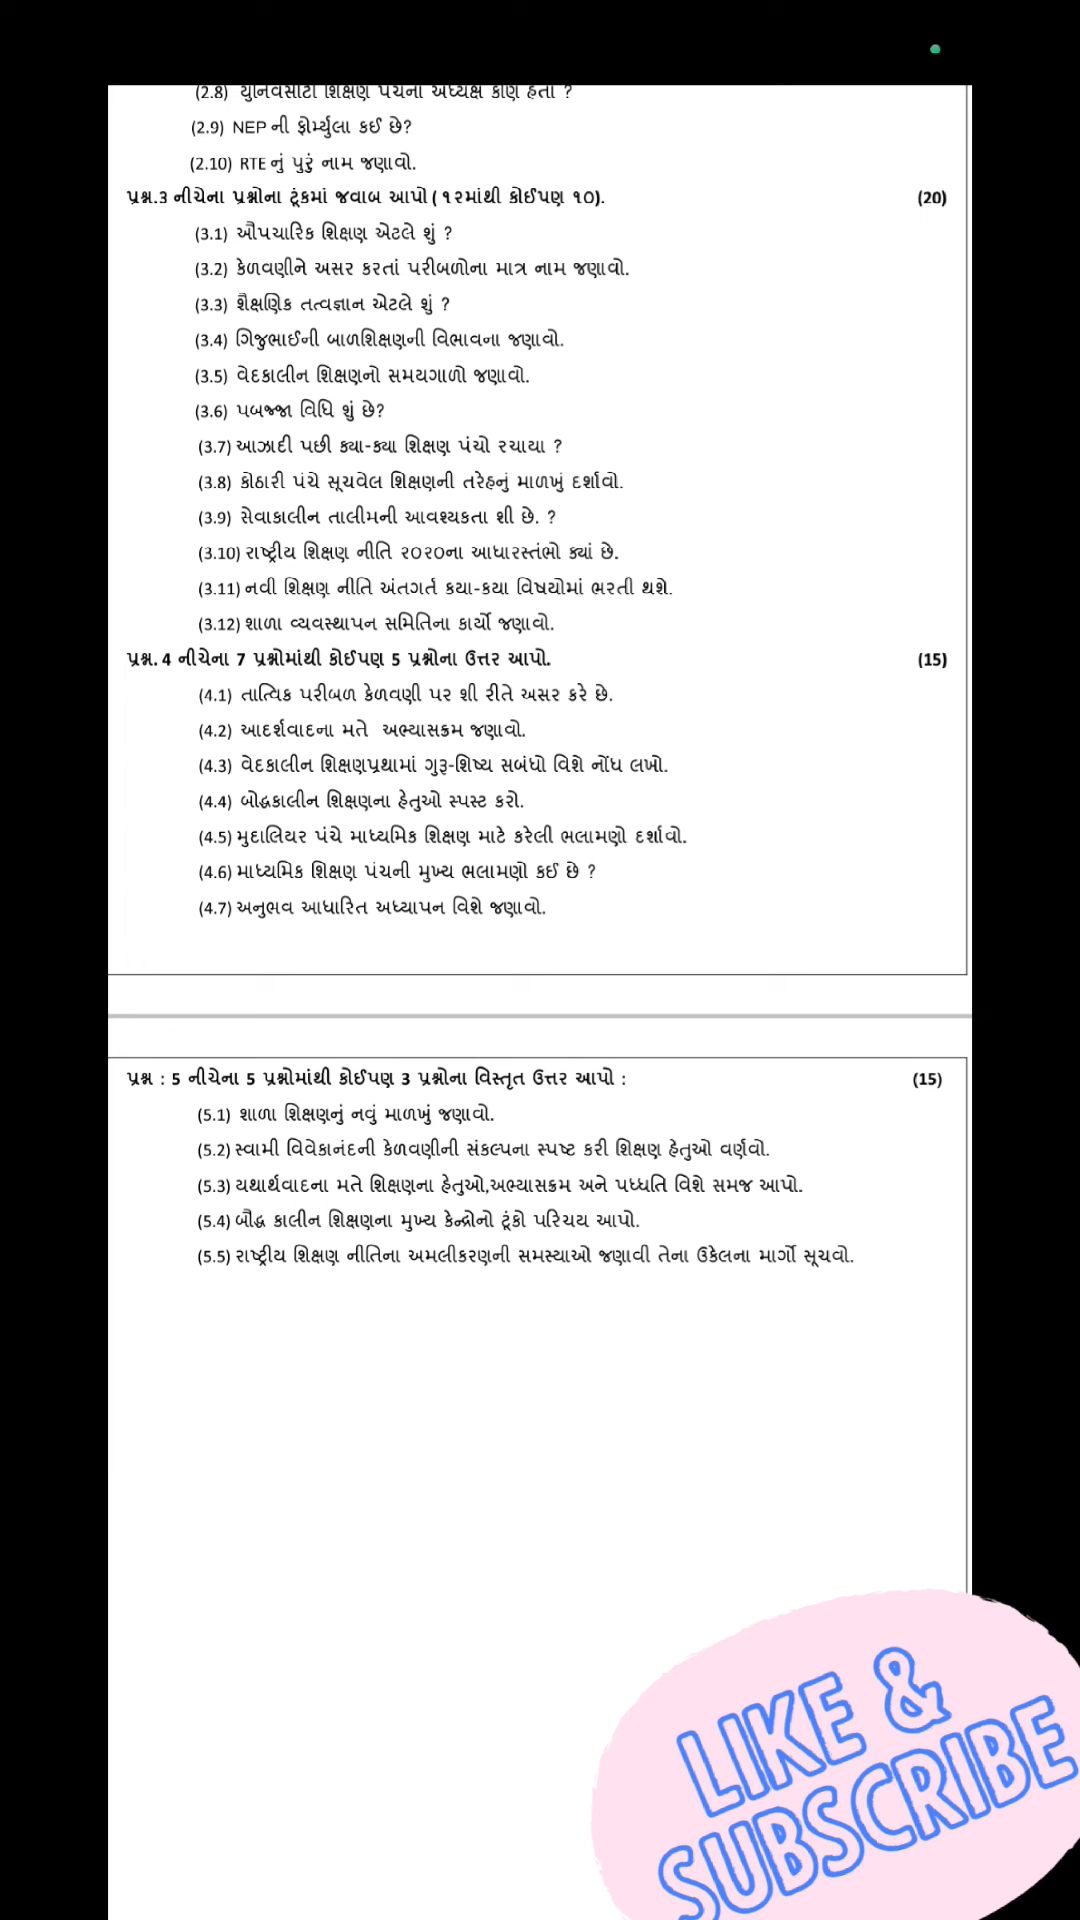 (2.8) યુનિવર્સીટી શિક્ષણ પંચના અધ્યક્ષ કોણ હતા ?
(2.9) NEP ની ફોર્મ્યુલા કઈ છે?
(2.10) RTE નું પુરું નામ જણાવો.
પ્રશ્ન.3 નીચેના પ્રશ્નોના ટૂંકમાં જવાબ આપો ( ૧૨માંથી કોઈપણ ૧૦). (20)
(3.1) ઔપચારિક શિક્ષણ એટલે શું ?
(3.2) કેળવણીને અસર કરતાં પરીબળોના માત્ર નામ જણાવો.
(3.3) શૈક્ષણિક તત્વજ્ઞાન એટલે શું ?
(3.4) ગિજુભાઈની બાળશિક્ષણની વિભાવના જણાવો.
(3.5) વેદકાલીન શિક્ષણનો સમયગાળો જણાવો.
(3.6) પબજ્જા વિધિ શું છે?
(3.7) આઝાદી પછી ક્યા-ક્યા શિક્ષણ પંચો રચાયા ?
(3.8) કોઠારી પંચે સૂચવેલ શિક્ષણની તરેહનું માળખું દર્શાવો.
(3.9) સેવાકાલીન તાલીમની આવશ્યકતા શી છે. ?
(3.10) રાષ્ટ્રીય શિક્ષણ નીતિ ૨૦૨૦ના આધારસ્તંભો ક્યાં છે.
(3.11) નવી શિક્ષણ નીતિ અંતગર્ત કયા-કયા વિષયોમાં ભરતી થશે.
(3.12) શાળા વ્યવસ્થાપન સમિતિના કાર્યો જણાવો.
પ્રશ્ન. 4 નીચેના 7 પ્રશ્નોમાંથી કોઈપણ 5 પ્રશ્નોના ઉત્તર આપો. (15)
(4.1) તાત્વિક પરીબળ કેળવણી પર શી રીતે અસર કરે છે.
(4.2) આદર્શવાદના મતે અભ્યાસક્રમ જણાવો.
(4.3) વેદકાલીન શિક્ષણપ્રથામાં ગુરૂ-શિષ્ય સબંધો વિશે નોંધ લખો.
(4.4) બોદ્ધકાલીન શિક્ષણના હેતુઓ સ્પસ્ટ કરો.
(4.5) મુદાલિયર પંચે માધ્યમિક શિક્ષણ માટે કરેલી ભલામણો દર્શાવો.
(4.6) માધ્યમિક શિક્ષણ પંચની મુખ્ય ભલામણો કઈ છે ?
(4.7) અનુભવ આધારિત અધ્યાપન વિશે જણાવો.
પ્રશ્ન : 5 નીચેના 5 પ્રશ્નોમાંથી કોઈપણ 3 પ્રશ્નોના વિસ્તૃત ઉત્તર આપો : (15)
(5.1) શાળા શિક્ષણનું નવું માળખું જણાવો.
(5.2) સ્વામી વિવેકાનંદની કેળવણીની સંકલ્પના સ્પષ્ટ કરી શિક્ષણ હેતુઓ વર્ણવો.
(5.3) યથાર્થવાદના મતે શિક્ષણના હેતુઓ,અભ્યાસક્રમ અને પધ્ધતિ વિશે સમજ આપો.
(5.4) બૌદ્ધ કાલીન શિક્ષણના મુખ્ય કેન્દ્રોનો ટૂંકો પરિચય આપો.
(5.5) રાષ્ટ્રીય શિક્ષણ નીતિના અમલીકરણની સમસ્યાઓ જણાવી તેના ઉકેલના માર્ગો સૂચવો.
LIKE &
SUBSCRIBE